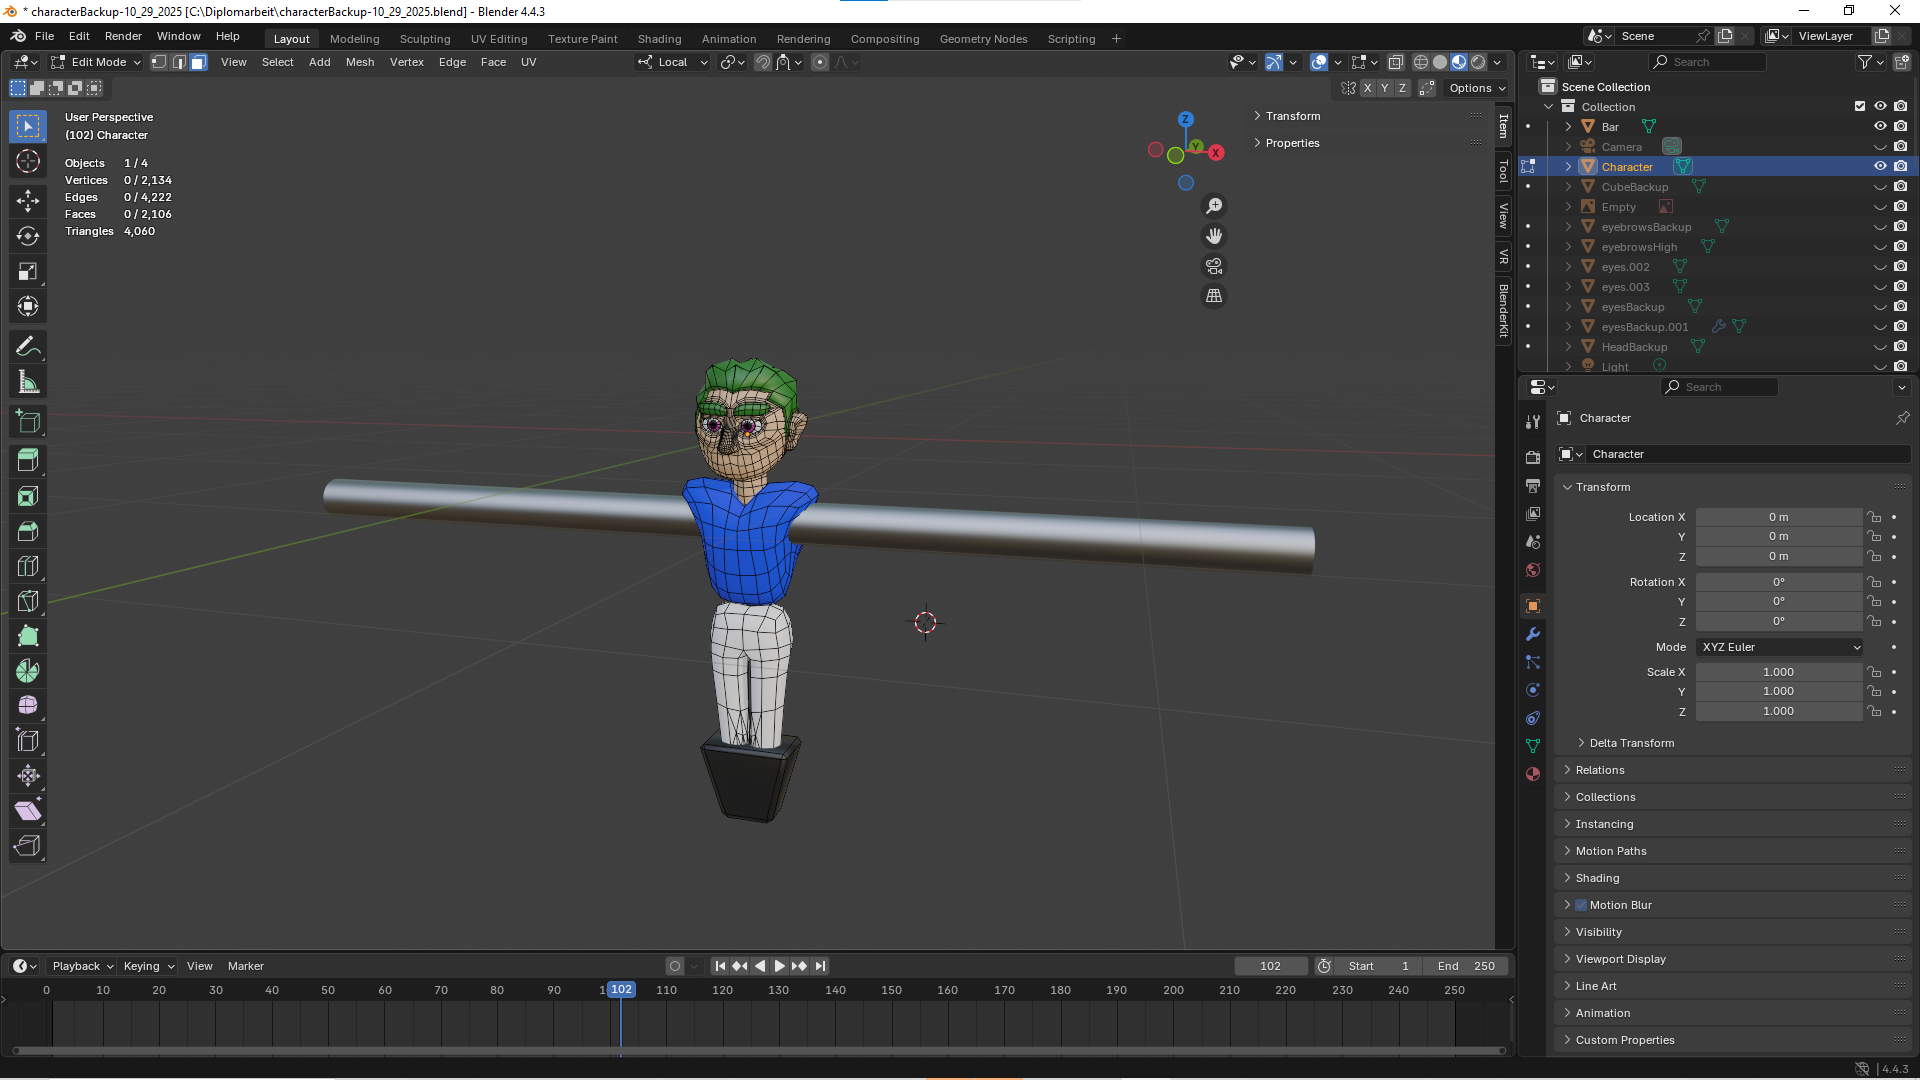 * characterBackup-10_29_2025 [C:\Diplomarbeit\characterBackup-10_29_2025.blend] - Blender 4.4.3
File Edit Render Window Help Layout Modeling Sculpting UV Editing Texture Paint Shading Animation Rendering Compositing Geometry Nodes Scripting + Scene ViewLayer
Edit Mode View Select Add Mesh Vertex Edge Face UV Local Search
X Y Z Options
User Perspective
(102) Character
Objects 1 / 4
Vertices 0 / 2,134
Edges 0 / 4,222
Faces 0 / 2,106
Triangles 4,060
Z
Y
X
Transform
Properties
Item
Tool
View
VR
BlenderKit
Scene Collection
Collection
Bar
Camera
Character
CubeBackup
Empty
eyebrowsBackup
eyebrowsHigh
eyes.002
eyes.003
eyesBackup
eyesBackup.001
HeadBackup
Light
Search
Character
Character
Transform
Location X 0 m
Y 0 m
Z 0 m
Rotation X 0°
Y 0°
Z 0°
Mode XYZ Euler
Scale X 1.000
Y 1.000
Z 1.000
Delta Transform
Relations
Collections
Instancing
Motion Paths
Shading
Motion Blur
Visibility
Viewport Display
Line Art
Animation
Custom Properties
Playback Keying View Marker 102 Start 1 End 250
0 10 20 30 40 50 60 70 80 90 102 110 120 130 140 150 160 170 180 190 200 210 220 230 240 250
4.4.3